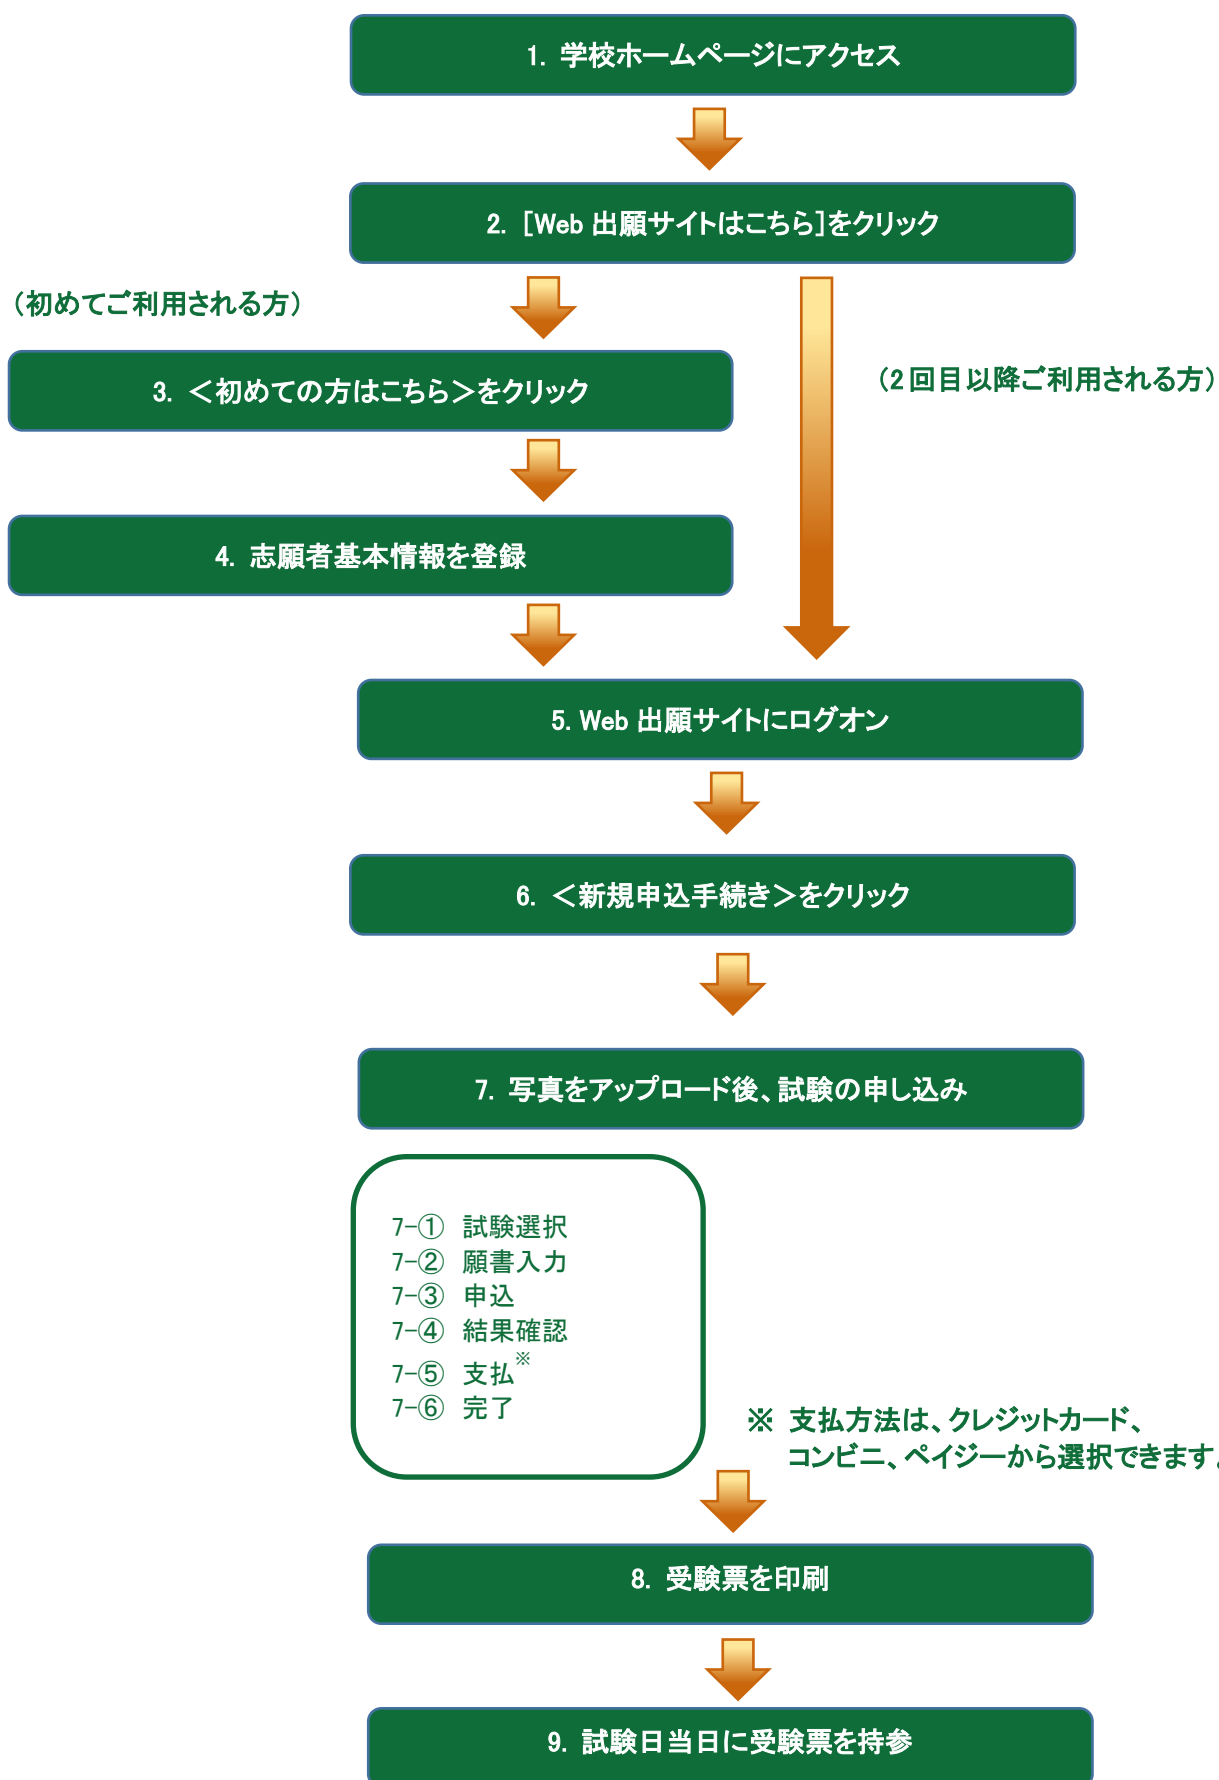 1. 学校ホームページにアクセス
2. [Web 出願サイトはこちら]をクリック
（初めてご利用される方）
3. ＜初めての方はこちら＞をクリック
（2 回目以降ご利用される方）
4. 志願者基本情報を登録
5. Web 出願サイトにログオン
6. ＜新規申込手続き＞をクリック
7. 写真をアップロード後、試験の申し込み
7-① 試験選択
7-② 願書入力
7-③ 申込
7-④ 結果確認
7-⑤ 支払※
7-⑥ 完了
※ 支払方法は、クレジットカード、
コンビニ、ペイジーから選択できます。
8. 受験票を印刷
9. 試験日当日に受験票を持参